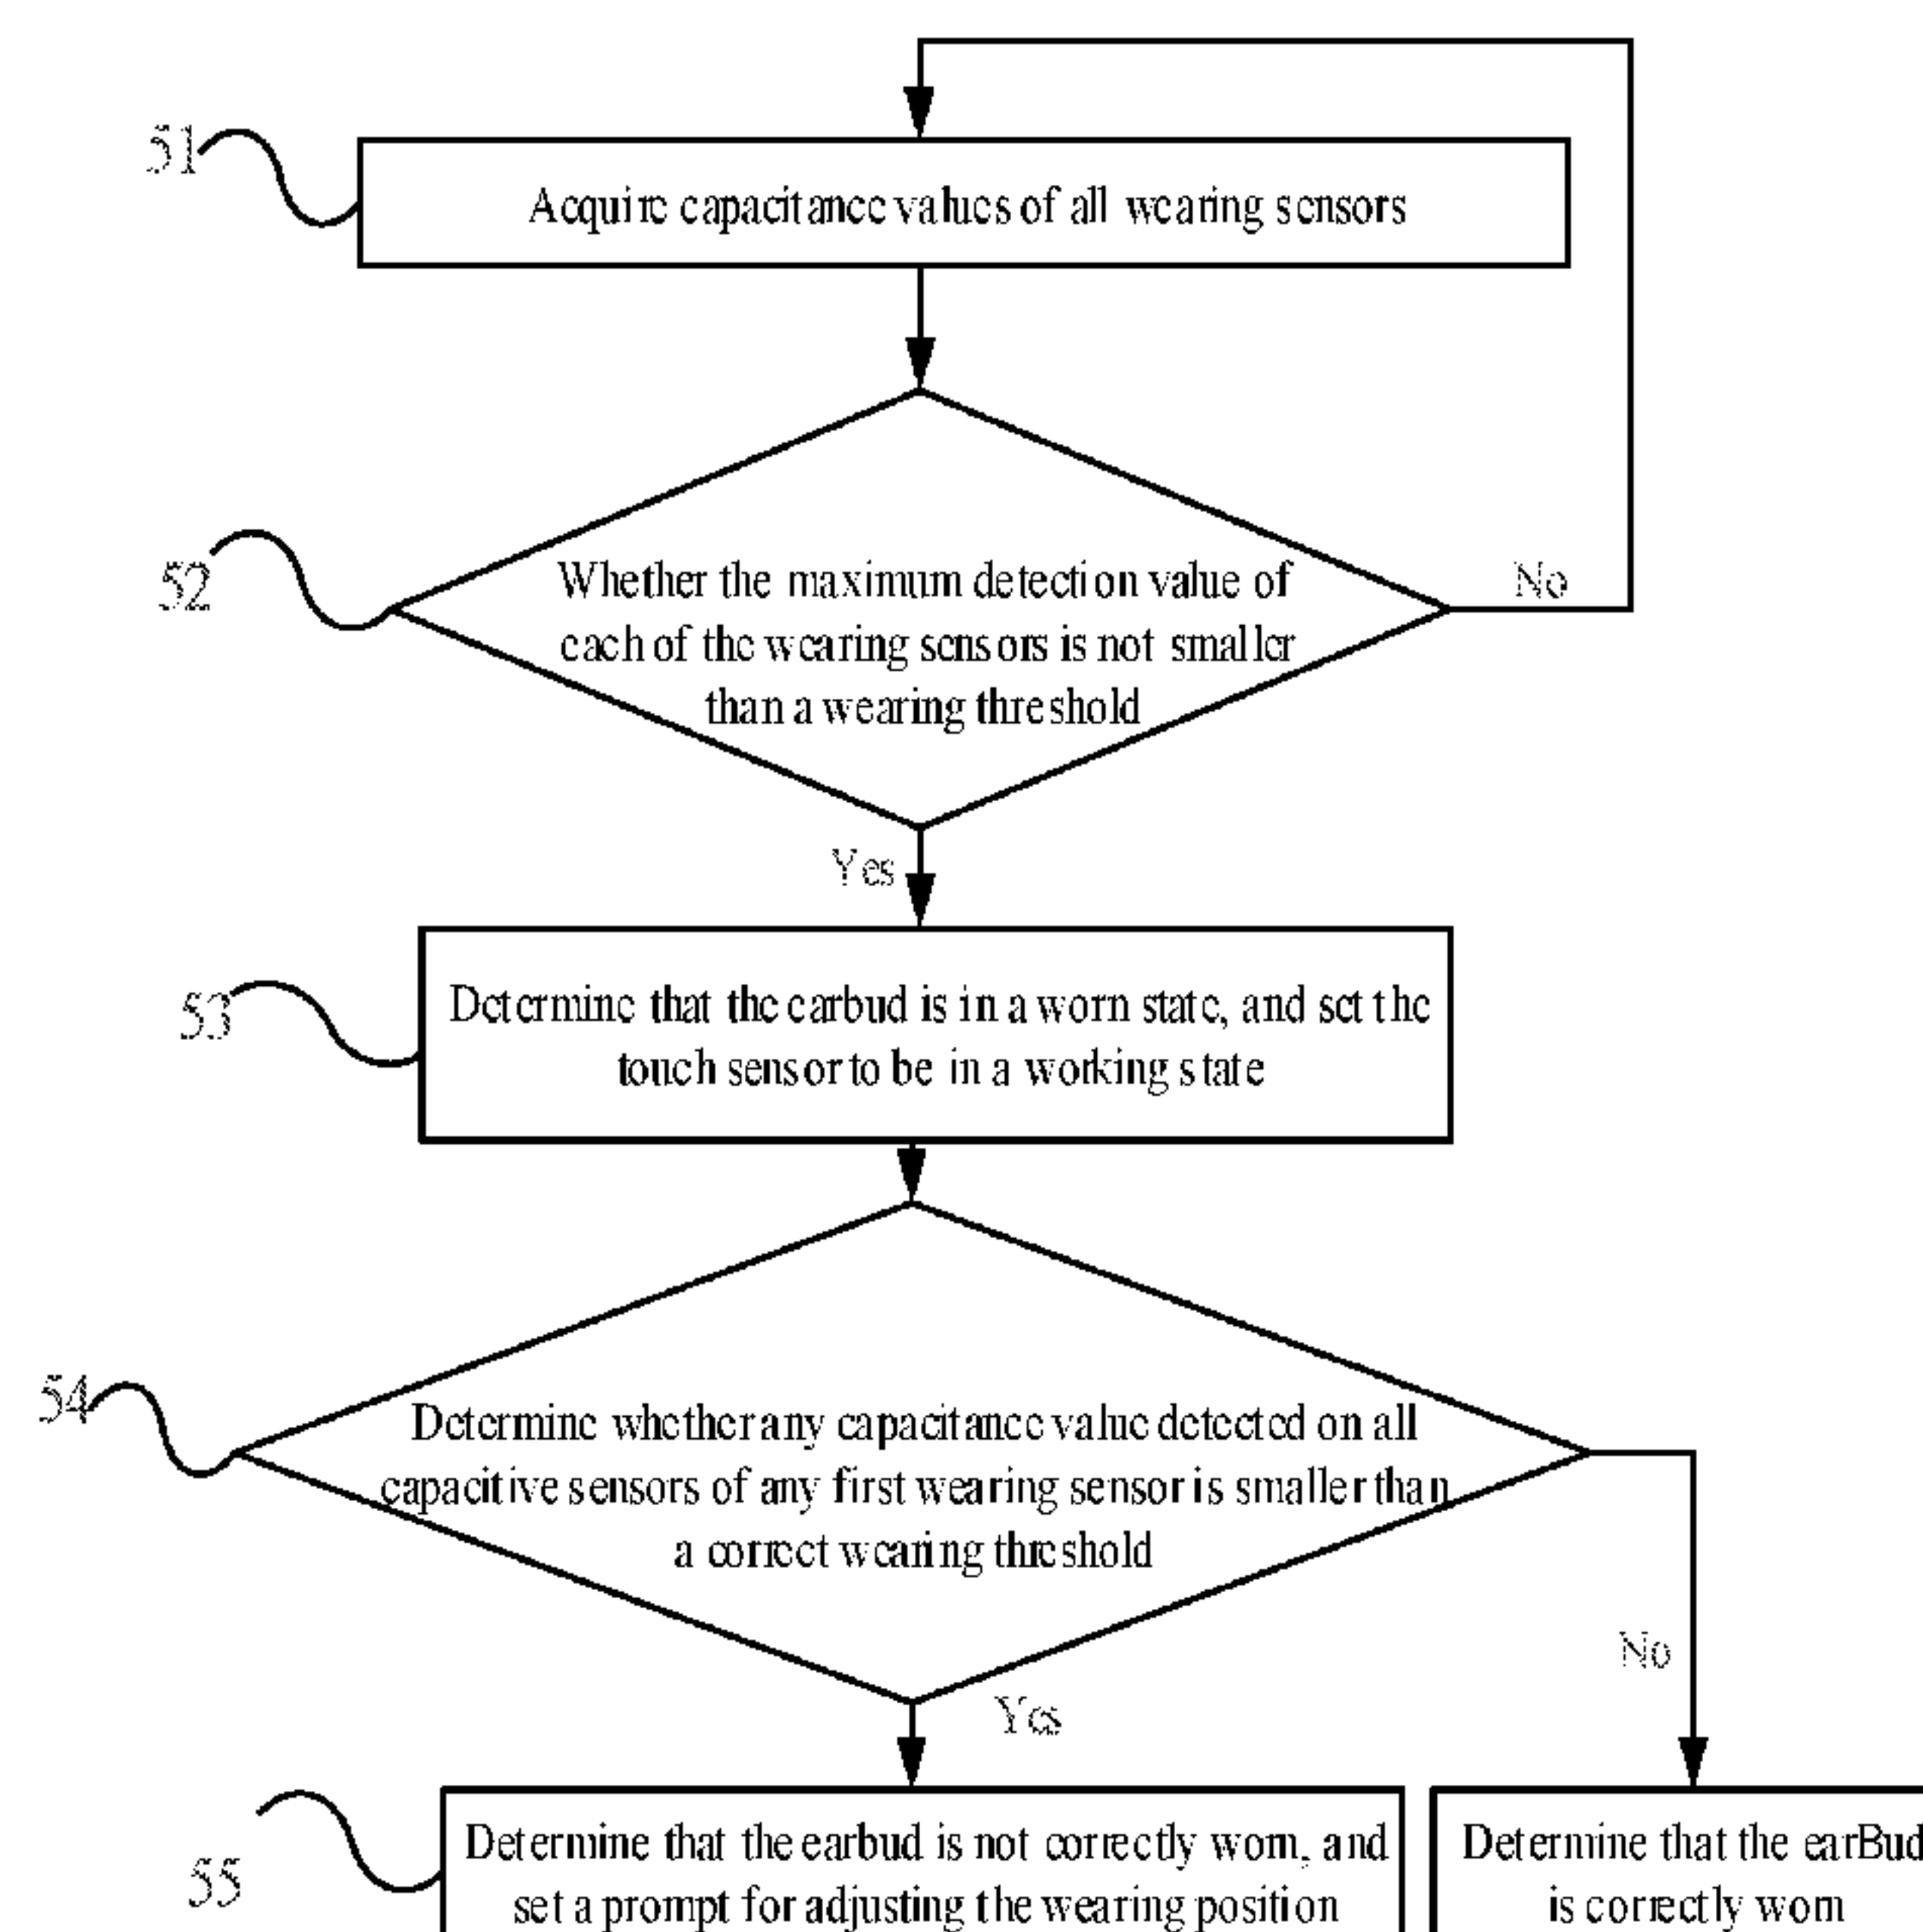 51
Acquire capacitance values of all wearing sensors
52
Whether the maximum detection value of
each of the wearing sensors is not smaller
than a wearing threshold
No
Yes
53
Determine that the earbud is in a worn state, and set the
touch sensor to be in a working state
54
Determine whether any capacitance value detected on all
capacitive sensors of any first wearing sensor is smaller than
a correct wearing threshold
No
Yes
55
Determine that the earbud is not correctly worn, and
set a prompt for adjusting the wearing position
Determine that the earBud
is correctly worn